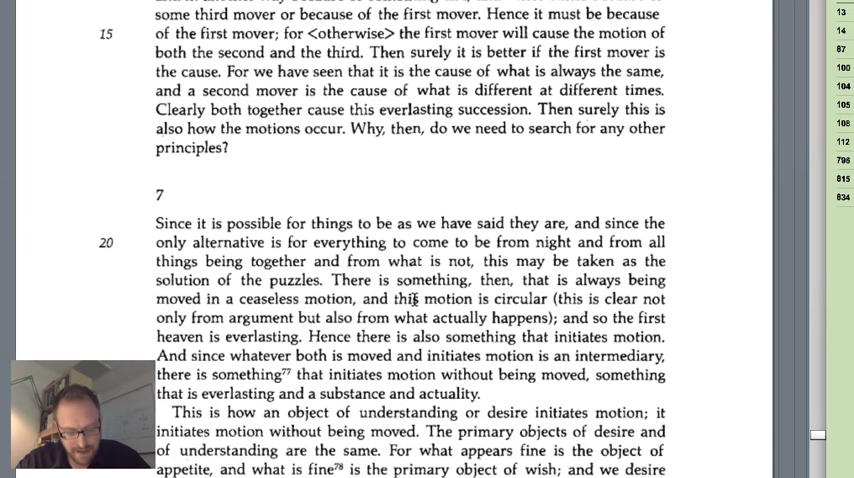 some third mover or because of the first mover. Hence it must be because
15 of the first mover; for <otherwise> the first mover will cause the motion of
both the second and the third. Then surely it is better if the first mover is
the cause. For we have seen that it is the cause of what is always the same,
and a second mover is the cause of what is different at different times.
Clearly both together cause this everlasting succession. Then surely this is
also how the motions occur. Why, then, do we need to search for any other
principles?
7
Since it is possible for things to be as we have said they are, and since the
20 only alternative is for everything to come to be from night and from all
things being together and from what is not, this may be taken as the
solution of the puzzles. There is something, then, that is always being
moved in a ceaseless motion, and this motion is circular (this is clear not
only from argument but also from what actually happens); and so the first
heaven is everlasting. Hence there is also something that initiates motion.
And since whatever both is moved and initiates motion is an intermediary,
there is something⁷⁷ that initiates motion without being moved, something
that is everlasting and a substance and actuality.
This is how an object of understanding or desire initiates motion; it
initiates motion without being moved. The primary objects of desire and
of understanding are the same. For what appears fine is the object of
appetite, and what is fine⁷⁸ is the primary object of wish; and we desire
13
14
67
100
104
105
108
112
796
815
834